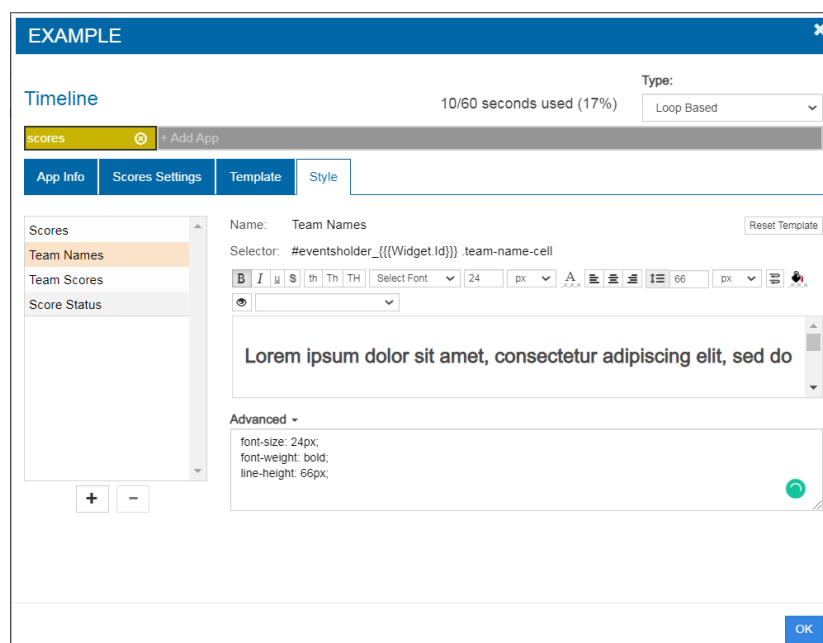 EXAMPLE
Type:
Timeline
10/60 seconds used (17%)
Loop Based
scores
+ Add App
App Info
Scores Settings
Template
Style
Scores
Team Names
Team Scores
Score Status
Name: Team Names
Reset Template
Selector: #eventsholder_{{{Widget.Id}}} .team-name-cell
B I u S th Th TH Select Font 24 px A 66 px
Lorem ipsum dolor sit amet, consectetur adipiscing elit, sed do
Advanced
font-size: 24px;
font-weight: bold;
line-height: 66px;
OK